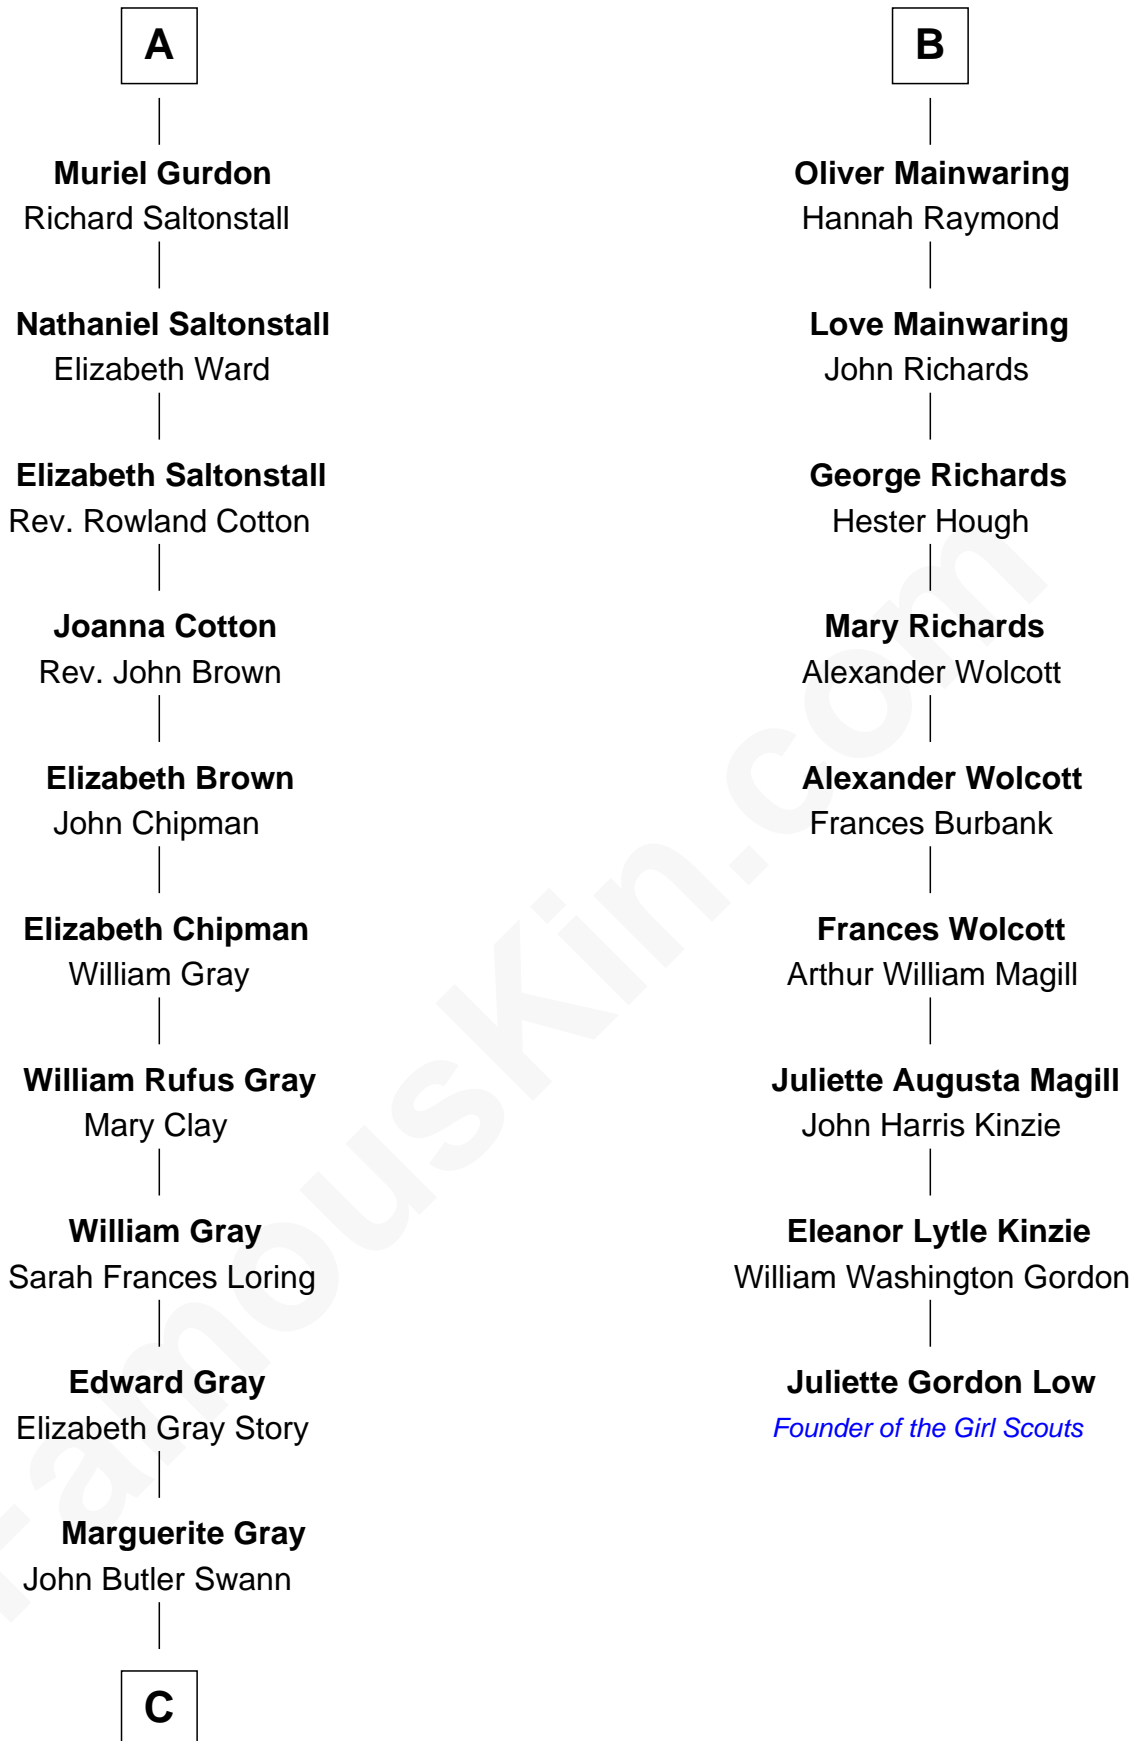 A
Muriel Gurdon
Richard Saltonstall
Nathaniel Saltonstall
Elizabeth Ward
Elizabeth Saltonstall
Rev. Rowland Cotton
Joanna Cotton
Rev. John Brown
Elizabeth Brown
John Chipman
Elizabeth Chipman
William Gray
William Rufus Gray
Mary Clay
William Gray
Sarah Frances Loring
Edward Gray
Elizabeth Gray Story
Marguerite Gray
John Butler Swann
C
B
Oliver Mainwaring
Hannah Raymond
Love Mainwaring
John Richards
George Richards
Hester Hough
Mary Richards
Alexander Wolcott
Alexander Wolcott
Frances Burbank
Frances Wolcott
Arthur William Magill
Juliette Augusta Magill
John Harris Kinzie
Eleanor Lytle Kinzie
William Washington Gordon
Juliette Gordon Low
Founder of the Girl Scouts
FamousKin.com